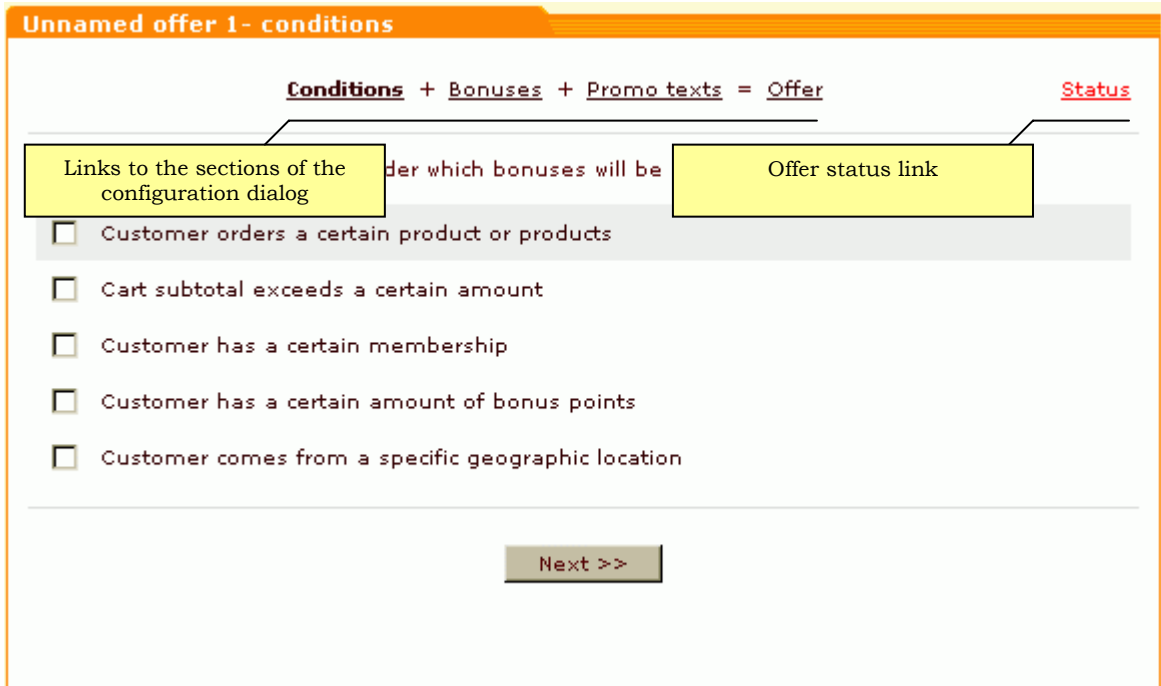 Unnamed offer 1- conditions
Conditions + Bonuses + Promo texts = Offer
Status
Links to the sections of the
configuration dialog
which bonuses will be
Offer status link
Customer orders a certain product or products
Cart subtotal exceeds a certain amount
Customer has a certain membership
Customer has a certain amount of bonus points
Customer comes from a specific geographic location
Next >>